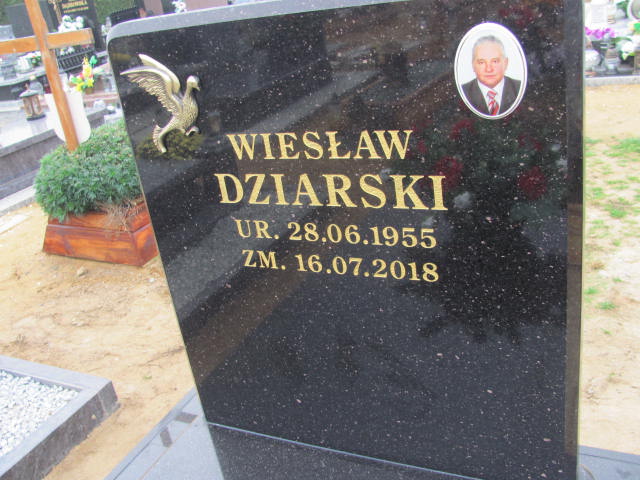 WIESŁAW
DZIARSKI
UR. 28.06.1955
ZM. 16.07.2018